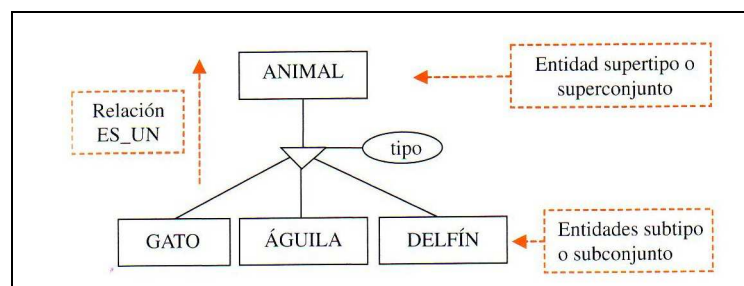 ANIMAL
Entidad supertipo o
superconjunto
Relación
ES_UN
tipo
GATO
ÁGUILA
DELFÍN
Entidades subtipo
o subconjunto